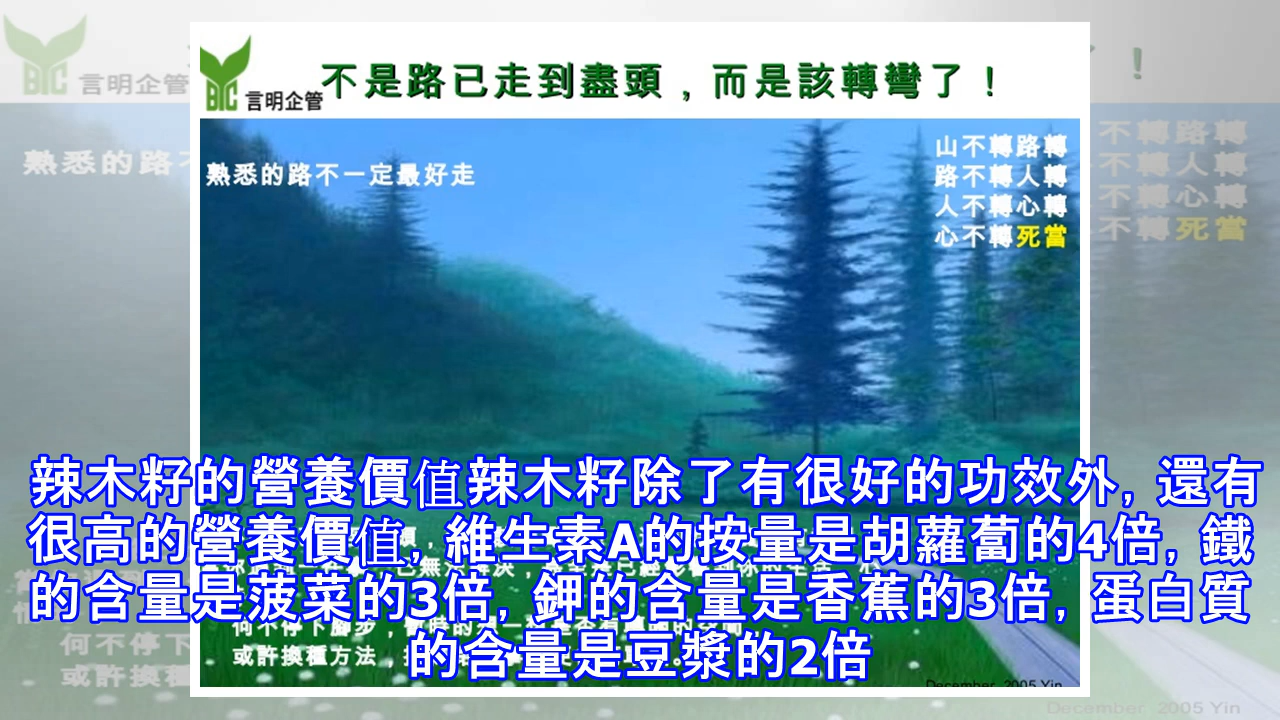 不是路已走到盡頭，而是該轉彎了！
BTC 言明企管
熟悉的路不一定最好走
山不轉路轉
路不轉人轉
人不轉心轉
心不轉死當
辣木籽的營養價值辣木籽除了有很好的功效外, 還有
很高的營養價值, 維生素A的按量是胡蘿蔔的4倍, 鐵
的含量是菠菜的3倍, 鉀的含量是香蕉的3倍, 蛋白質
的含量是豆漿的2倍
何不停下腳步，
或許換種方法，
December 2005 Yin